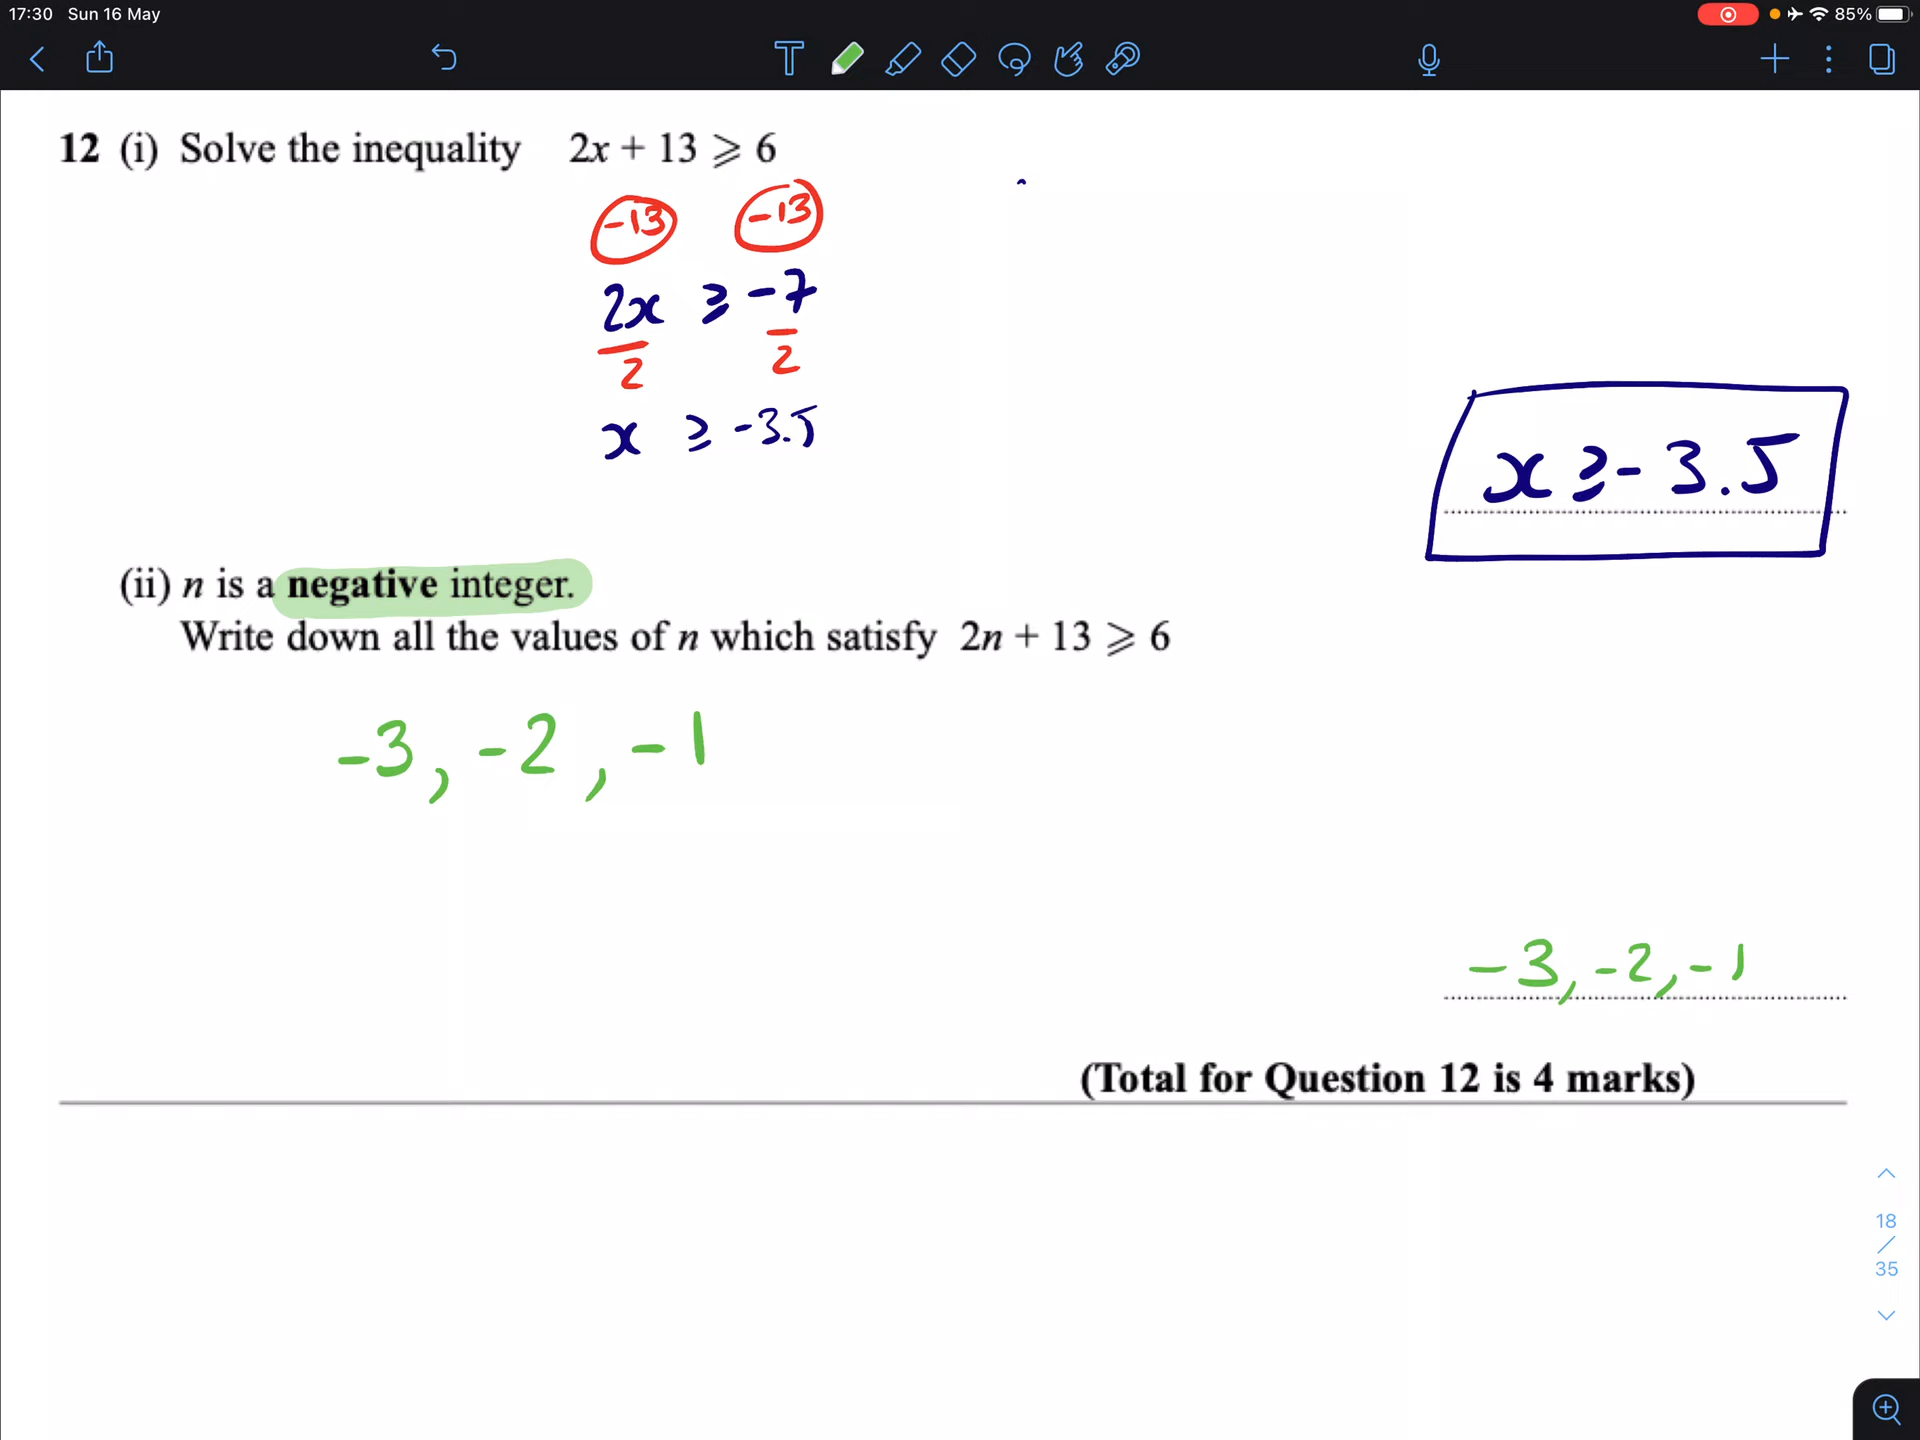 17:30 Sun 16 May
85%
T
12 (i) Solve the inequality 2x + 13 ⩾ 6
-13 -13
2x ≥ -7
2 2
x ≥ -3.5
x ≥ -3.5
(ii) n is a negative integer.
Write down all the values of n which satisfy 2n + 13 ⩾ 6
-3, -2, -1
-3, -2, -1
(Total for Question 12 is 4 marks)
18
/
35